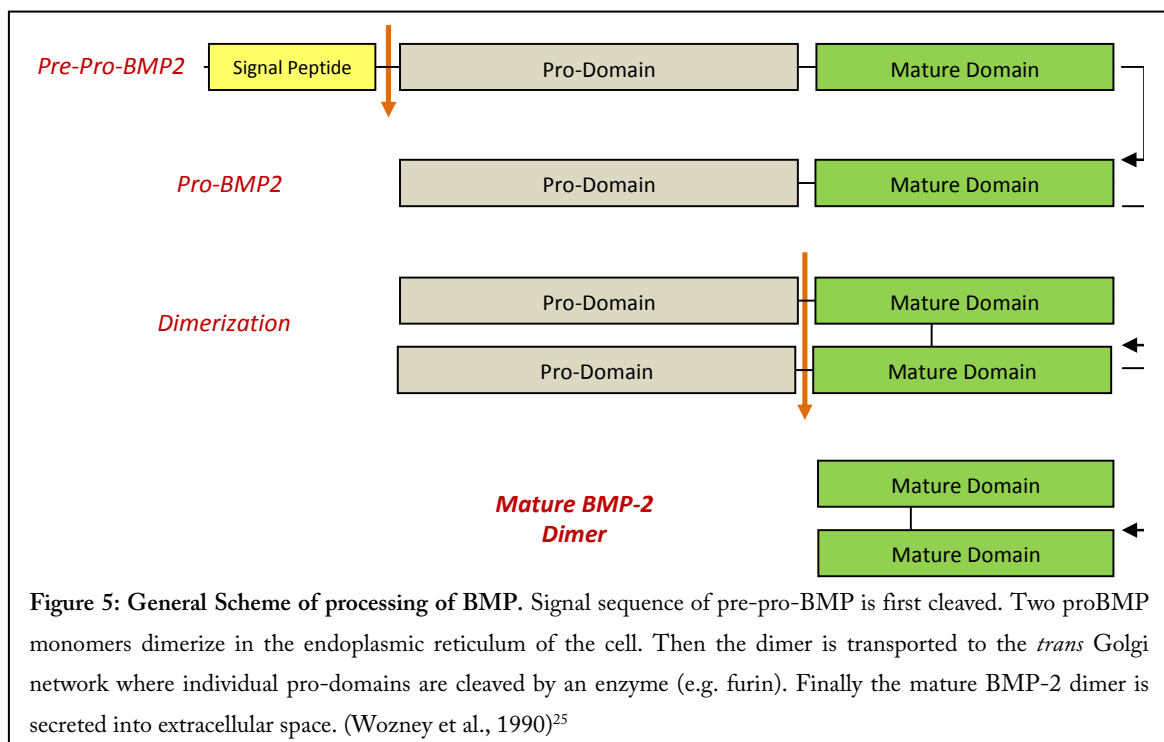 Pre-Pro-BMP2 Signal Peptide Pro-Domain Mature Domain
Pro-BMP2 Pro-Domain Mature Domain
Pro-Domain Mature Domain
Dimerization
Pro-Domain Mature Domain
Mature Domain
Mature BMP-2
Dimer
Mature Domain
Figure 5: General Scheme of processing of BMP. Signal sequence of pre-pro-BMP is first cleaved. Two proBMP
monomers dimerize in the endoplasmic reticulum of the cell. Then the dimer is transported to the trans Golgi
network where individual pro-domains are cleaved by an enzyme (e.g. furin). Finally the mature BMP-2 dimer is
secreted into extracellular space. (Wozney et al., 1990)25